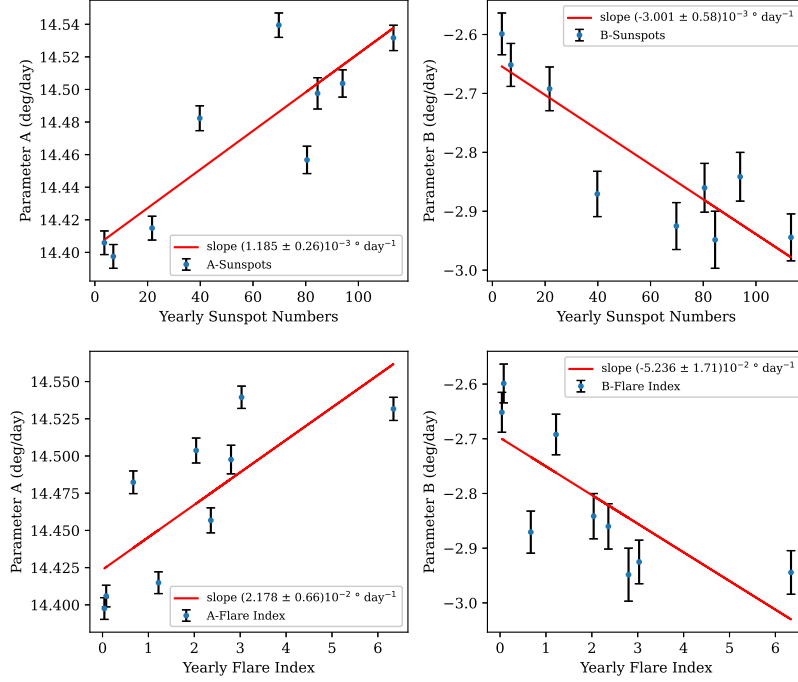 14.54
14.52
14.50
14.48
14.46
14.44
14.42
14.40
Parameter A (deg/day)
slope (1.185 ± 0.26)10⁻³ ° day⁻¹
A-Sunspots
0 20 40 60 80 100
Yearly Sunspot Numbers
−2.6
−2.7
−2.8
−2.9
−3.0
Parameter B (deg/day)
slope (-3.001 ± 0.58)10⁻³ ° day⁻¹
B-Sunspots
0 20 40 60 80 100
Yearly Sunspot Numbers
14.550
14.525
14.500
14.475
14.450
14.425
14.400
Parameter A (deg/day)
slope (2.178 ± 0.66)10⁻² ° day⁻¹
A-Flare Index
0 1 2 3 4 5 6
Yearly Flare Index
−2.6
−2.7
−2.8
−2.9
−3.0
Parameter B (deg/day)
slope (-5.236 ± 1.71)10⁻² ° day⁻¹
B-Flare Index
0 1 2 3 4 5 6
Yearly Flare Index